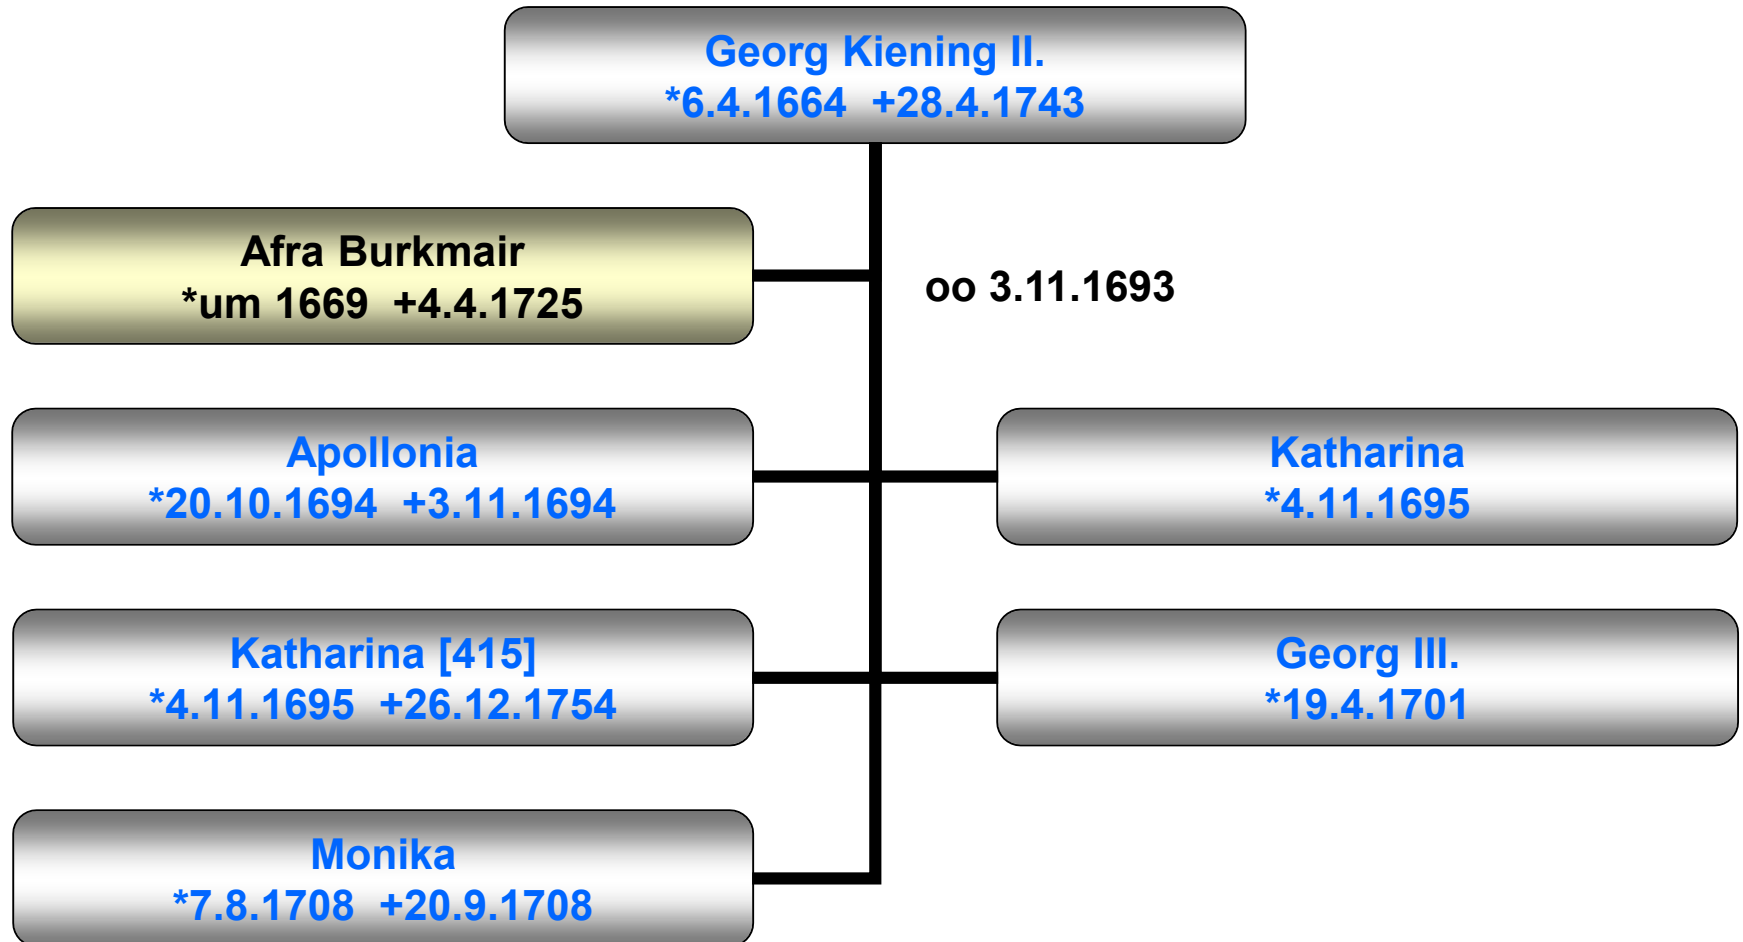 Georg Kiening II.
*6.4.1664 +28.4.1743
Afra Burkmair
*um 1669 +4.4.1725
oo 3.11.1693
Apollonia
*20.10.1694 +3.11.1694
Katharina
*4.11.1695
Katharina [415]
*4.11.1695 +26.12.1754
Georg III.
*19.4.1701
Monika
*7.8.1708 +20.9.1708